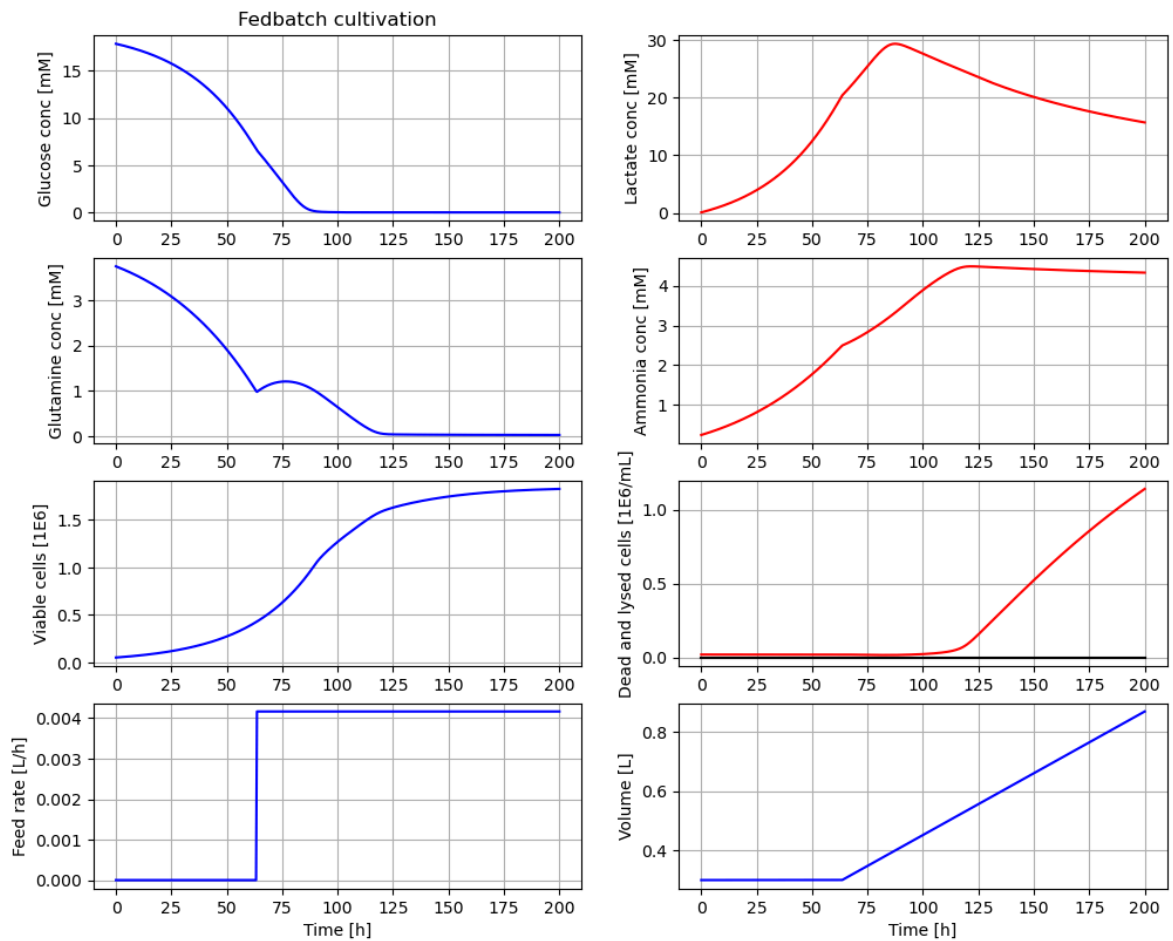 Fedbatch cultivation
Glucose conc [mM]
15
10
5
0
0 25 50 75 100 125 150 175 200
Lactate conc [mM]
30
20
10
0
0 25 50 75 100 125 150 175 200
Glutamine conc [mM]
3
2
1
0
0 25 50 75 100 125 150 175 200
Ammonia conc [mM]
4
3
2
1
0 25 50 75 100 125 150 175 200
Viable cells [1E6]
1.5
1.0
0.5
0.0
0 25 50 75 100 125 150 175 200
Dead and lysed cells [1E6/mL]
1.0
0.5
0.0
0 25 50 75 100 125 150 175 200
Feed rate [L/h]
0.004
0.003
0.002
0.001
0.000
0 25 50 75 100 125 150 175 200
Time [h]
Volume [L]
0.8
0.6
0.4
0 25 50 75 100 125 150 175 200
Time [h]